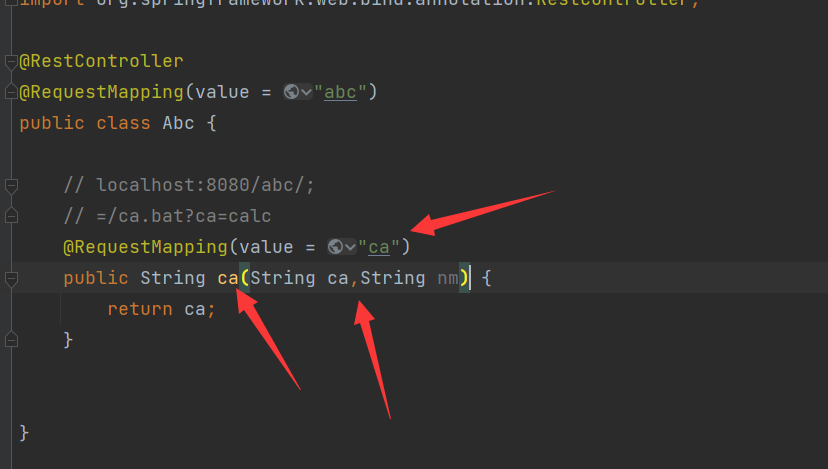 import org.springframework.web.bind.annotation.RestController;
@RestController
@RequestMapping(value = "abc")
public class Abc {
// localhost:8080/abc/;
// =/ca.bat?ca=calc
@RequestMapping(value = "ca")
public String ca(String ca,String nm) {
return ca;
}
}